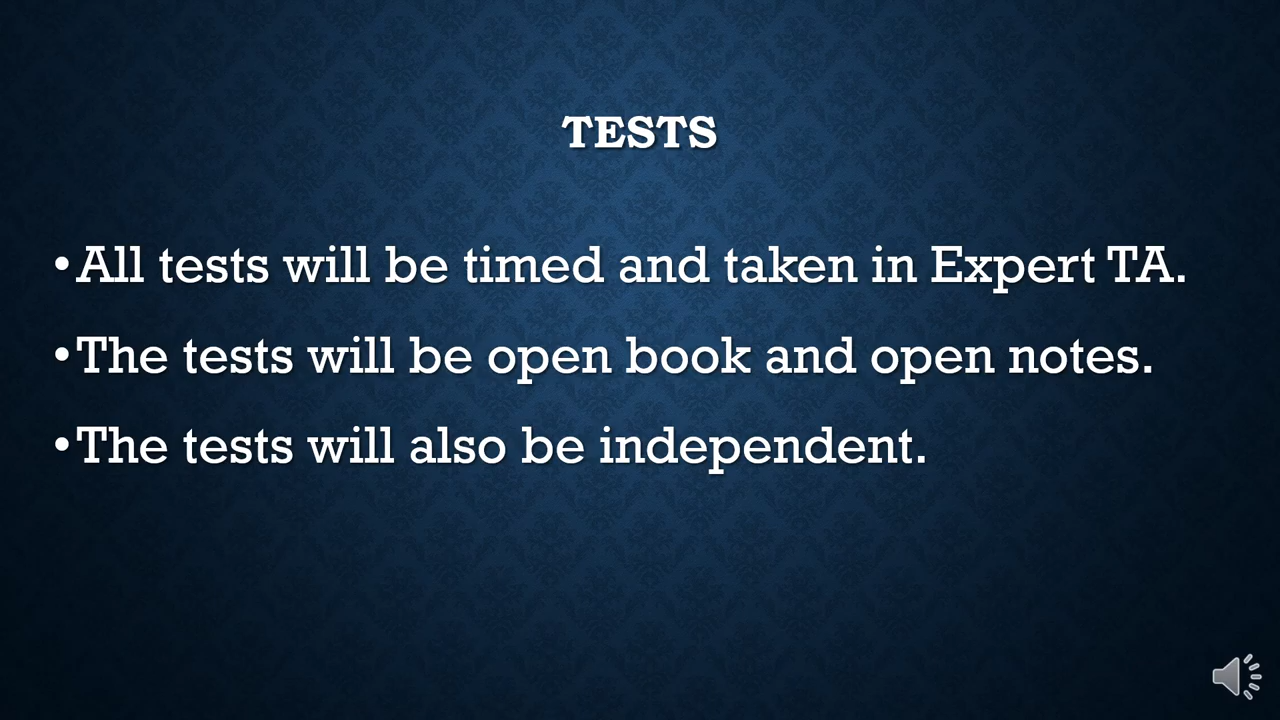 TESTS
•All tests will be timed and taken in Expert TA.
•The tests will be open book and open notes.
•The tests will also be independent.